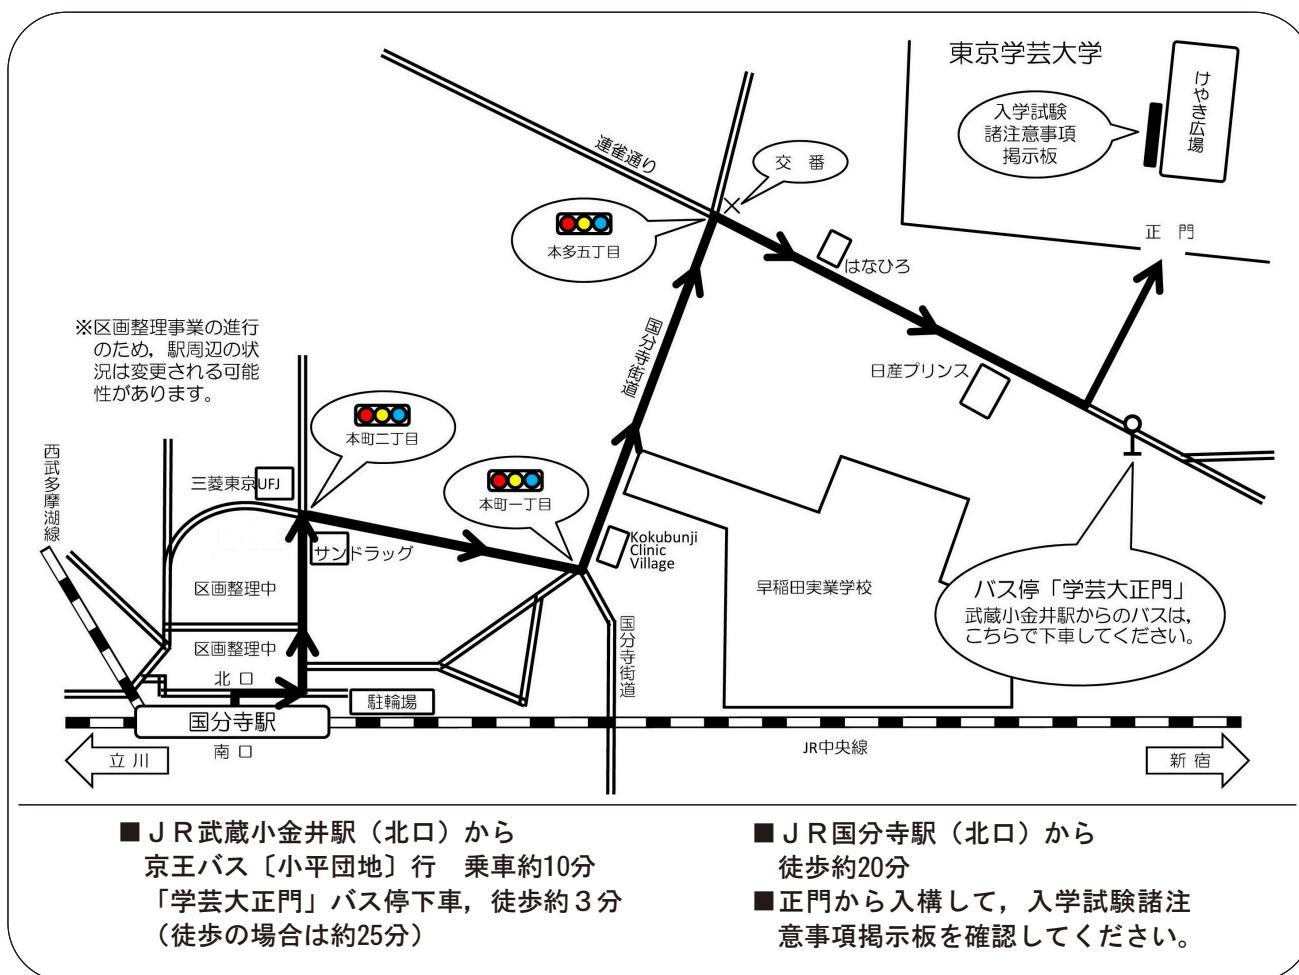 東京学芸大学
けやき広場
入学試験
諸注意事項
掲示板
正 門
連雀通り
交 番
本多五丁目
はなひろ
国分寺街道
日産プリンス
※区画整理事業の進行
のため，駅周辺の状
況は変更される可能
性があります。
本町二丁目
西武多摩湖線
三菱東京UFJ
本町一丁目
サンドラッグ
Kokubunji
Clinic
Village
区画整理中
早稲田実業学校
バス停「学芸大正門」
武蔵小金井駅からのバスは，
こちらで下車してください。
国分寺街道
区画整理中
北 口
駐輪場
国分寺駅
南 口
JR中央線
立 川
新 宿
■ＪＲ武蔵小金井駅（北口）から
京王バス〔小平団地〕行　乗車約10分
「学芸大正門」バス停下車，徒歩約３分
（徒歩の場合は約25分）
■ＪＲ国分寺駅（北口）から
徒歩約20分
■正門から入構して，入学試験諸注
意事項掲示板を確認してください。